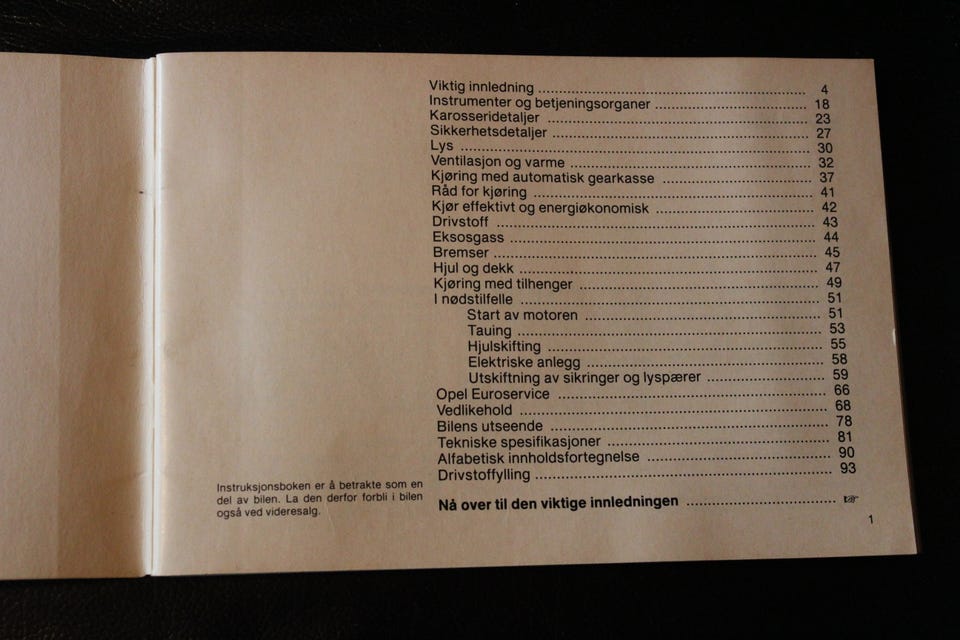 Viktig innledning ........ 4
Instrumenter og betjeningsorganer ........ 18
Karosseridetaljer ........ 23
Sikkerhetsdetaljer ........ 27
Lys ........ 30
Ventilasjon og varme ........ 32
Kjøring med automatisk gearkasse ........ 37
Råd for kjøring ........ 41
Kjør effektivt og energiøkonomisk ........ 42
Drivstoff ........ 43
Eksosgass ........ 44
Bremser ........ 45
Hjul og dekk ........ 47
Kjøring med tilhenger ........ 49
I nødstilfelle ........ 51
Start av motoren ........ 51
Tauing ........ 53
Hjulskifting ........ 55
Elektriske anlegg ........ 58
Utskiftning av sikringer og lyspærer ........ 59
Opel Euroservice ........ 66
Vedlikehold ........ 68
Bilens utseende ........ 78
Tekniske spesifikasjoner ........ 81
Alfabetisk innholdsfortegnelse ........ 90
Drivstoffylling ........ 93
Nå over til den viktige innledningen ........ ☞
Instruksjonsboken er å betrakte som en
del av bilen. La den derfor forbli i bilen
også ved videresalg.
1